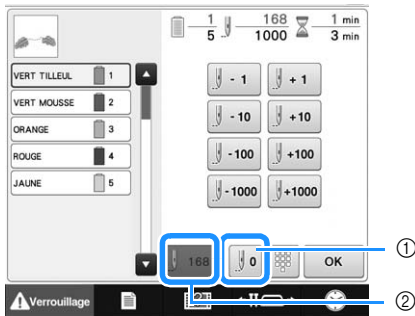 1 168 1 min
5 1000 3 min
VERT TILLEUL 1
VERT MOUSSE 2
ORANGE 3
ROUGE 4
JAUNE 5
- 1 + 1
- 10 +10
-100 +100
-1000 +1000
168 0 OK
①
Verrouillage
②